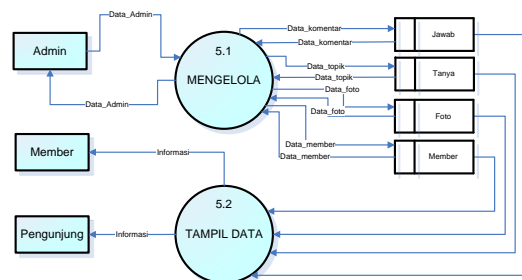 Data_Admin
Admin
Data_Admin
5.1
MENGELOLA
Data_komentar
Data_komentar
Data_topik
Data_topik
Data_foto
Data_foto
Data_member
Data_member
Jawab
Tanya
Foto
Member
Member
Informasi
5.2
TAMPIL DATA
Pengunjung
Informasi